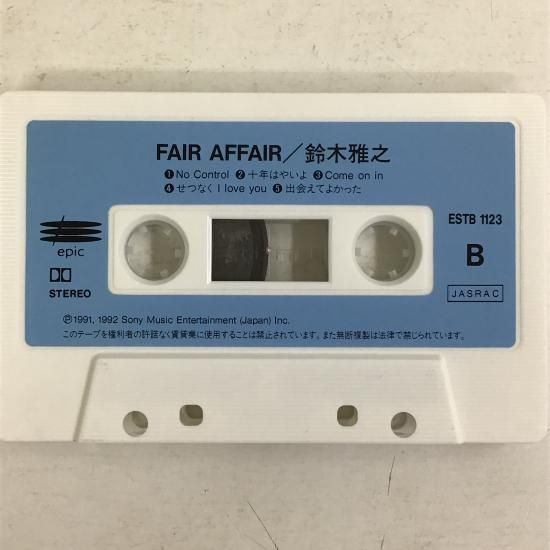 FAIR AFFAIR/鈴木雅之
❶No Control ❷十年はやいよ ❸Come on in
❹せつなく I love you ❺出会えてよかった
epic
STEREO
ESTB 1123
B
JASRAC
Ⓟ1991, 1992 Sony Music Entertainment (Japan) Inc.
このテープを権利者の許諾なく賃貸業に使用することは禁止されています。また無断複製は法律で禁じられています。